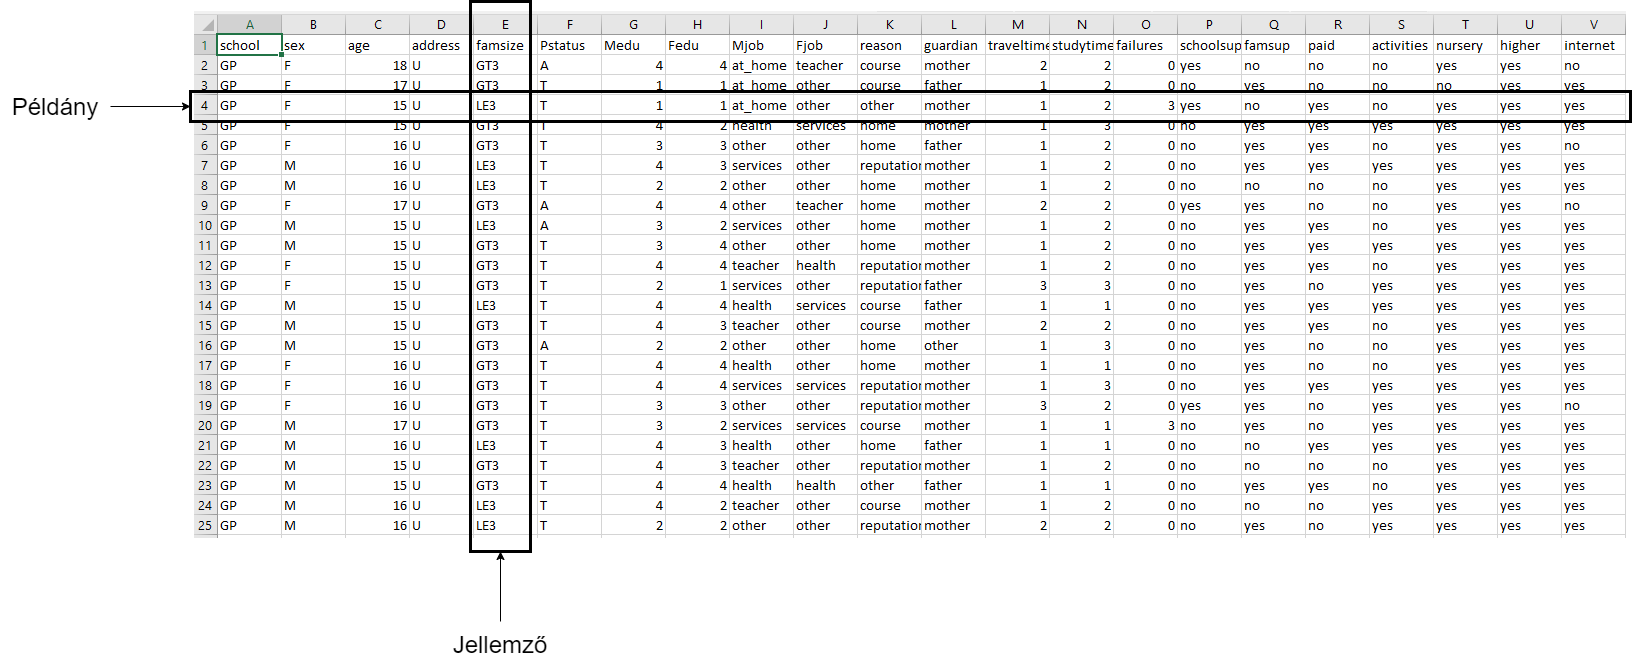 A B C D E F G H I J K L M N O P Q R S T U V
1 school sex age address famsize Pstatus Medu Fedu Mjob Fjob reason guardian traveltime studytime failures schoolsup famsup paid activities nursery higher internet
2 GP F 18 U GT3 A 4 4 at_home teacher course mother 2 2 0 yes no no no yes yes no
3 GP F 17 U GT3 T 1 1 at_home other course father 1 2 0 no yes no no no yes yes
Példány
4 GP F 15 U LE3 T 1 1 at_home other other mother 1 2 3 yes no yes no yes yes yes
5 GP F 15 U GT3 T 4 2 health services home mother 1 3 0 no yes yes yes yes yes yes
6 GP F 16 U GT3 T 3 3 other other home father 1 2 0 no yes yes no yes yes no
7 GP M 16 U LE3 T 4 3 services other reputation mother 1 2 0 no yes yes yes yes yes yes
8 GP M 16 U LE3 T 2 2 other other home mother 1 2 0 no no no no yes yes yes
9 GP F 17 U GT3 A 4 4 other teacher home mother 2 2 0 yes yes no no yes yes no
10 GP M 15 U LE3 A 3 2 services other home mother 1 2 0 no yes yes no yes yes yes
11 GP M 15 U GT3 T 3 4 other other home mother 1 2 0 no yes yes yes yes yes yes
12 GP F 15 U GT3 T 4 4 teacher health reputation mother 1 2 0 no yes yes no yes yes yes
13 GP F 15 U GT3 T 2 1 services other reputation father 3 3 0 no yes no yes yes yes yes
14 GP M 15 U LE3 T 4 4 health services course father 1 1 0 no yes yes yes yes yes yes
15 GP M 15 U GT3 T 4 3 teacher other course mother 2 2 0 no yes yes no yes yes yes
16 GP M 15 U GT3 A 2 2 other other home other 1 3 0 no yes no no yes yes yes
17 GP F 16 U GT3 T 4 4 health other home mother 1 1 0 no yes no no yes yes yes
18 GP F 16 U GT3 T 4 4 services services reputation mother 1 3 0 no yes yes yes yes yes yes
19 GP F 16 U GT3 T 3 3 other other reputation mother 3 2 0 yes yes no yes yes yes no
20 GP M 17 U GT3 T 3 2 services services course mother 1 1 3 no yes no yes yes yes yes
21 GP M 16 U LE3 T 4 3 health other home father 1 1 0 no no yes yes yes yes yes
22 GP M 15 U GT3 T 4 3 teacher other reputation mother 1 2 0 no no no no yes yes yes
23 GP M 15 U GT3 T 4 4 health health other father 1 1 0 no yes yes no yes yes yes
24 GP M 16 U LE3 T 4 2 teacher other course mother 1 2 0 no no no yes yes yes yes
25 GP M 16 U LE3 T 2 2 other other reputation mother 2 2 0 no yes no yes yes yes yes
Jellemző